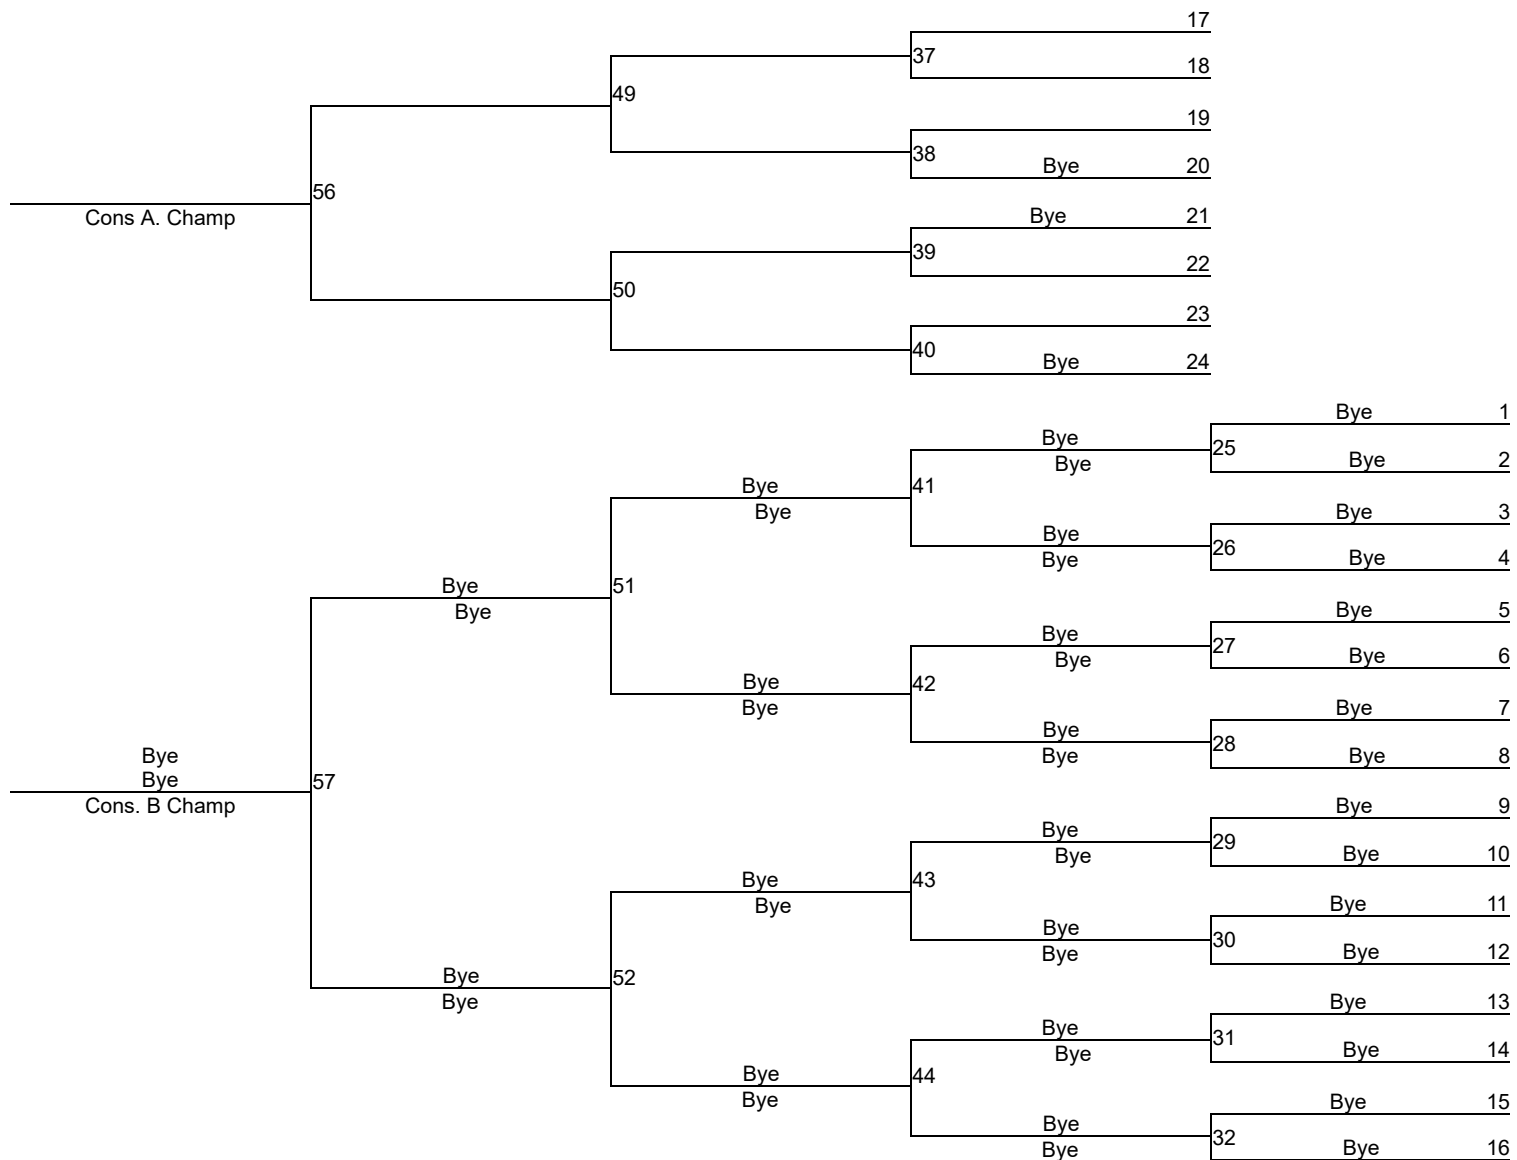 17
37
18
49
19
38
Bye 20
56
Cons A. Champ
Bye 21
39
22
50
23
40
Bye 24
Bye 1
Bye
25
Bye
Bye 2
Bye
41
Bye
Bye 3
Bye
26
Bye
Bye 4
Bye
51
Bye
Bye 5
Bye
27
Bye
Bye 6
Bye
42
Bye
Bye 7
Bye
28
Bye
Bye 8
Bye
Bye
57
Cons. B Champ
Bye 9
Bye
29
Bye
Bye 10
Bye
43
Bye
Bye 11
Bye
30
Bye
Bye 12
Bye
52
Bye
Bye 13
Bye
31
Bye
Bye 14
Bye
44
Bye
Bye 15
Bye
32
Bye
Bye 16